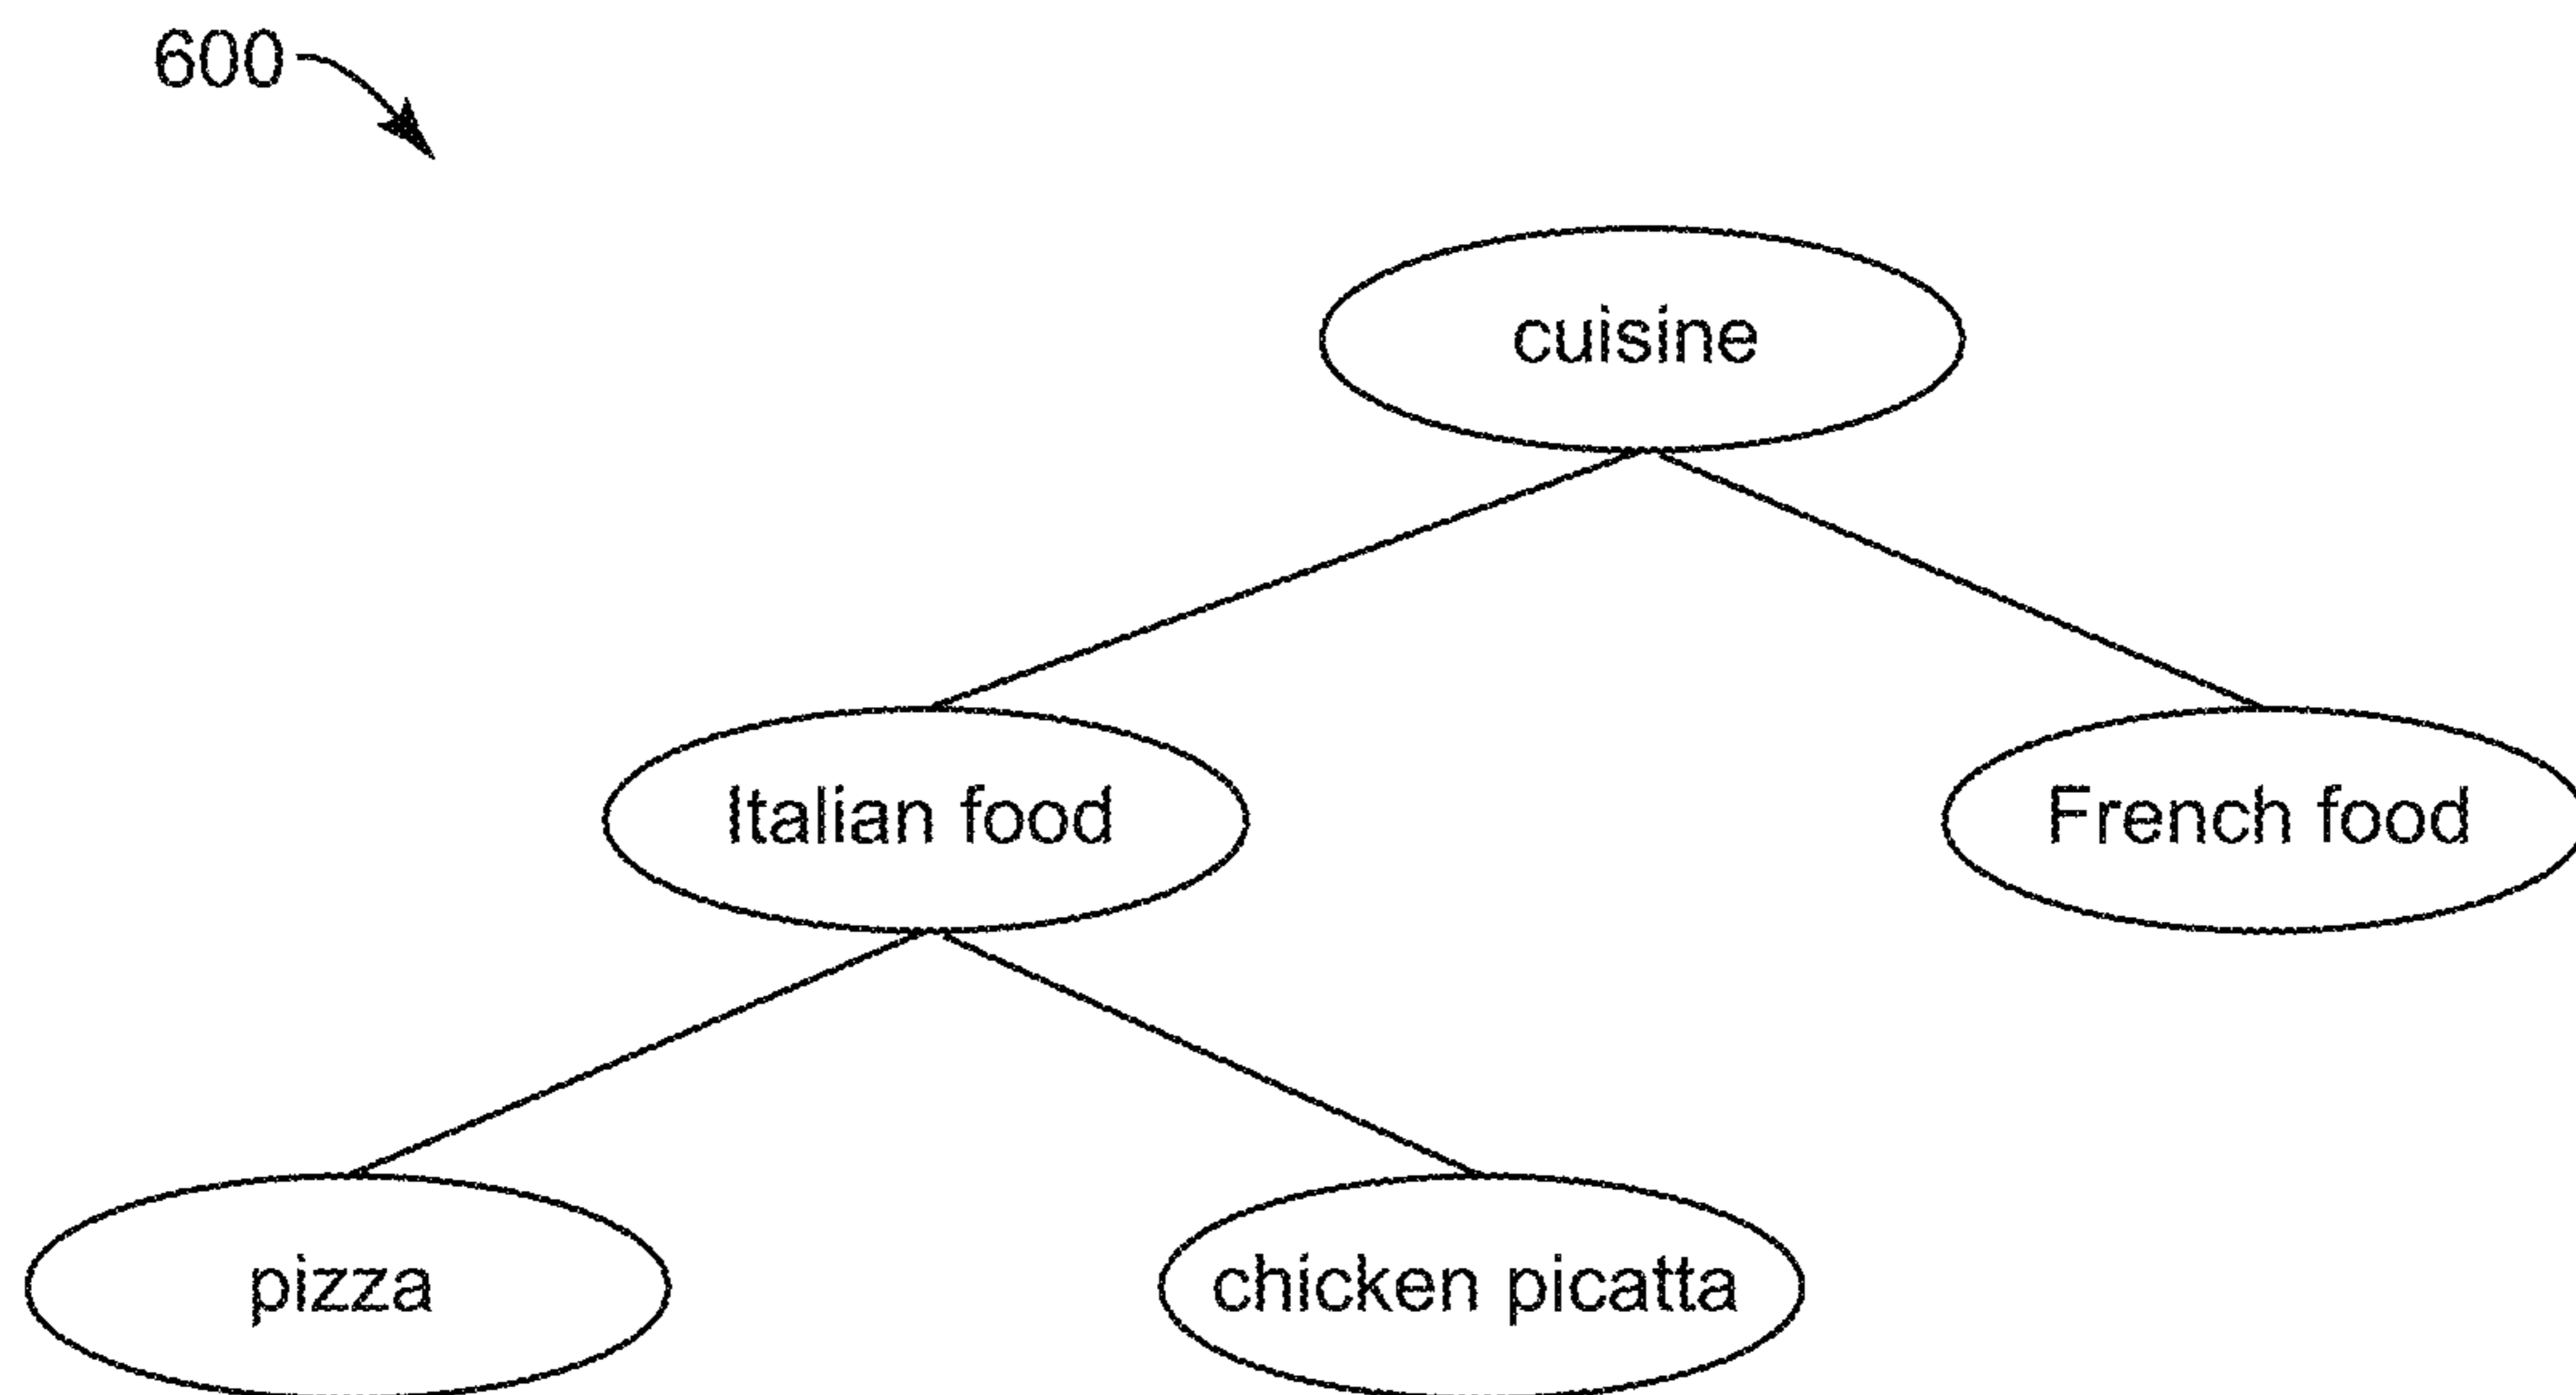 600
cuisine
Italian food
French food
pizza
chicken picatta